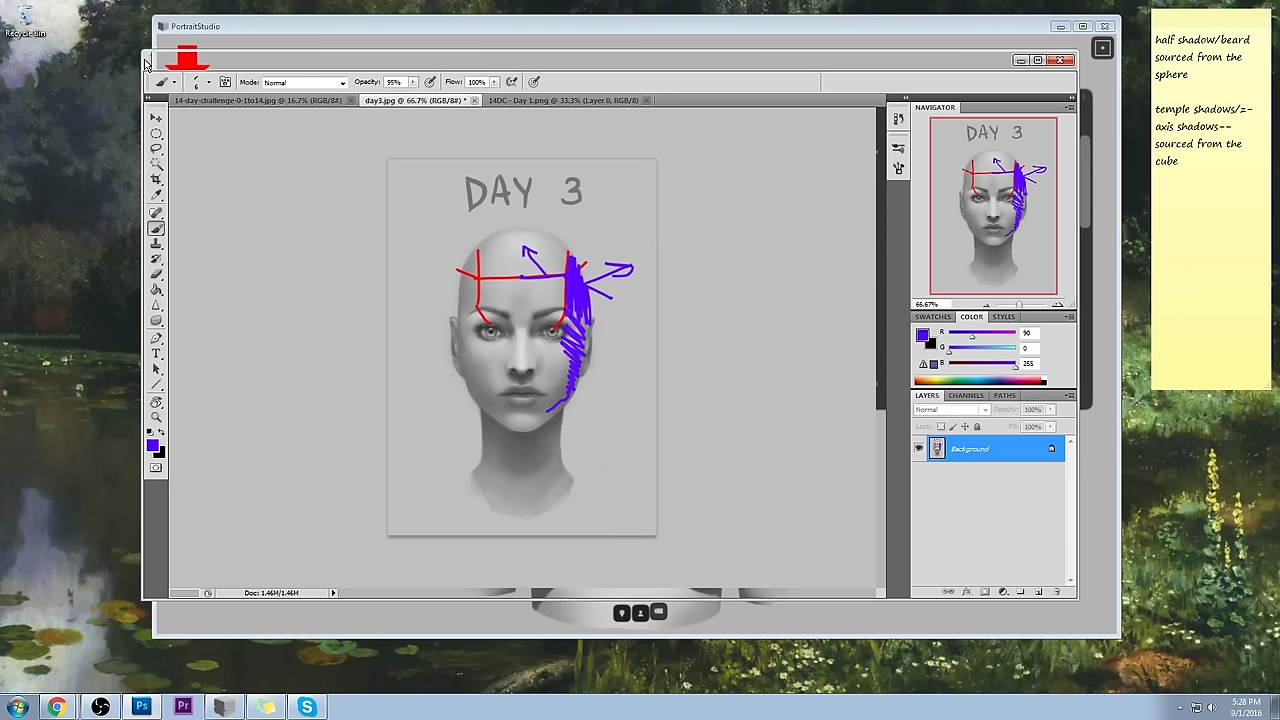 Recycle Bin
PortraitStudio
half shadow/beard
sourced from the
sphere
temple shadows/z-
axis shadows--
sourced from the
cube
6
Mode: Normal
Opacity: 95%
Flow: 100%
14-day-challenge-0-1to14.jpg @ 16.7% (RGB/8#)
day3.jpg @ 66.7% (RGB/8#) *
14DC - Day 1.png @ 33.3% (Layer 0, RGB/8)
NAVIGATOR
DAY 3
DAY 3
66.67%
SWATCHES COLOR STYLES
R 90
G 0
B 255
LAYERS CHANNELS PATHS
Normal Opacity: 100%
Lock: Fill: 100%
Background
Doc: 1.46M/1.46M
Ps
Pr
5:28 PM
9/1/2016